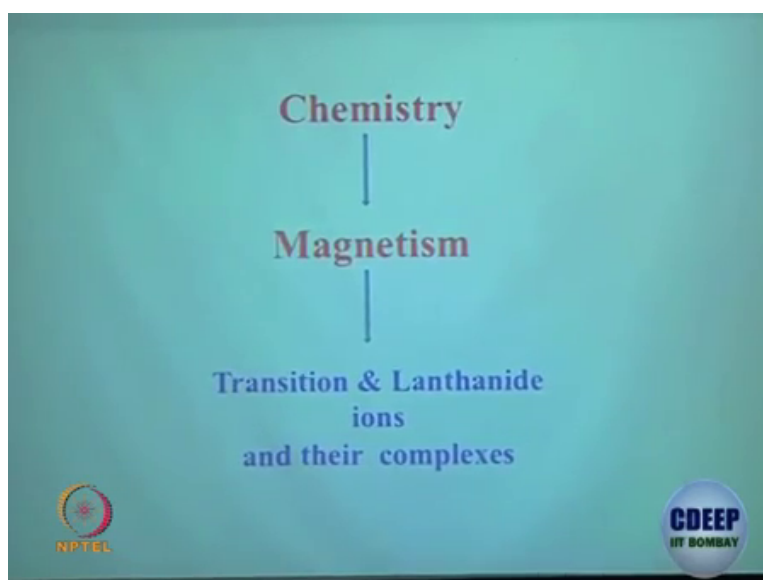 Chemistry
Magnetism
Transition & Lanthanide
ions
and their complexes
NPTEL
CDEEP
IIT BOMBAY